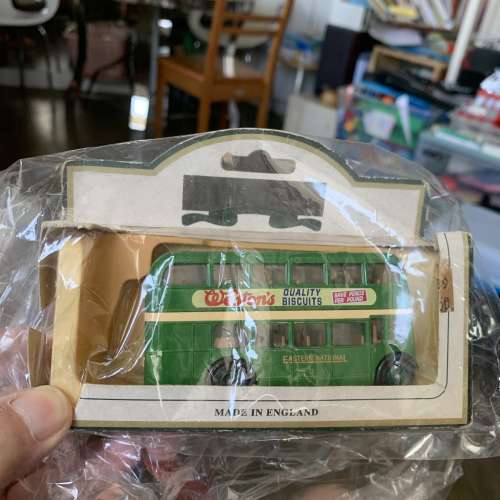 Weston's QUALITY BISCUITS
EASTERN NATIONAL
MADE IN ENGLAND